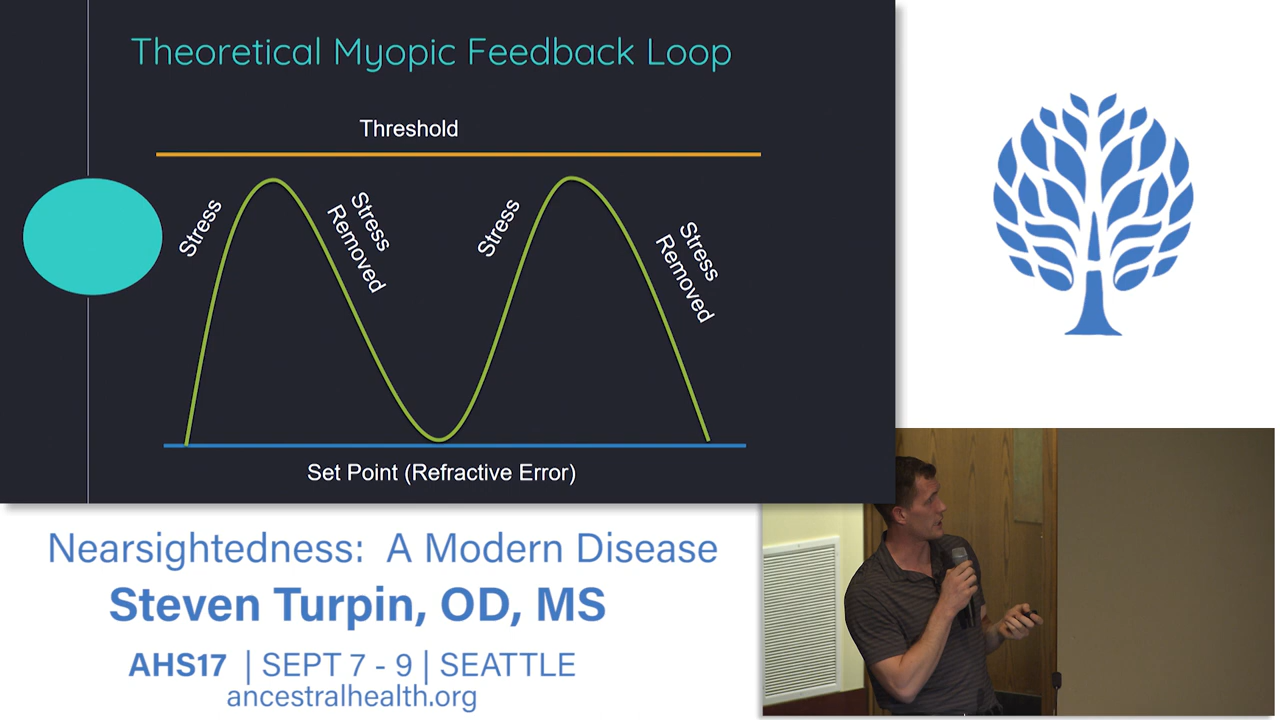 Theoretical Myopic Feedback Loop
Threshold
Stress
Stress
Removed
Stress
Stress
Removed
Set Point (Refractive Error)
Nearsightedness: A Modern Disease
Steven Turpin, OD, MS
AHS17 | SEPT 7 - 9 | SEATTLE
ancestralhealth.org